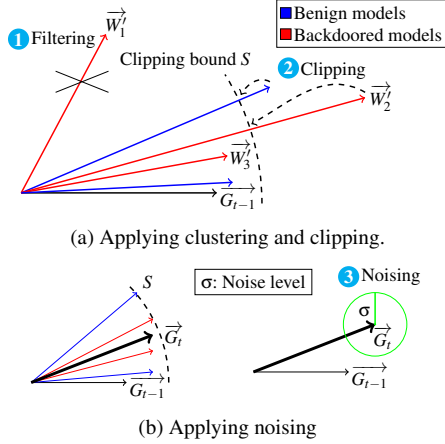 Benign models
Backdoored models
1 Filtering
W⃗′₁
Clipping bound S
2 Clipping
W⃗′₂
W⃗′₃
G⃗ₜ₋₁
(a) Applying clustering and clipping.
S
σ: Noise level
3 Noising
G⃗ₜ
G⃗ₜ₋₁
σ
G⃗ₜ
G⃗ₜ₋₁
(b) Applying noising